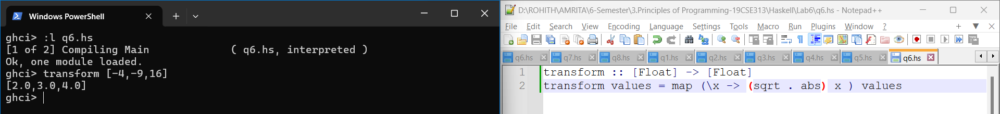 Windows PowerShell
ghci> :l q6.hs
[1 of 2] Compiling Main             ( q6.hs, interpreted )
Ok, one module loaded.
ghci> transform [-4,-9,16]
[2.0,3.0,4.0]
ghci>
D:\ROHITH\AMRITA\6-Semester\3.Principles of Programming-19CSE313\Haskell\Lab6\q6.hs - Notepad++
File Edit Search View Encoding Language Settings Tools Macro Run Plugins Window ?
q6.hs q7.hs q8.hs q1.hs q2.hs q3.hs q4.hs q5.hs q6.hs
1 transform :: [Float] -> [Float]
2 transform values = map (\x -> (sqrt . abs) x ) values